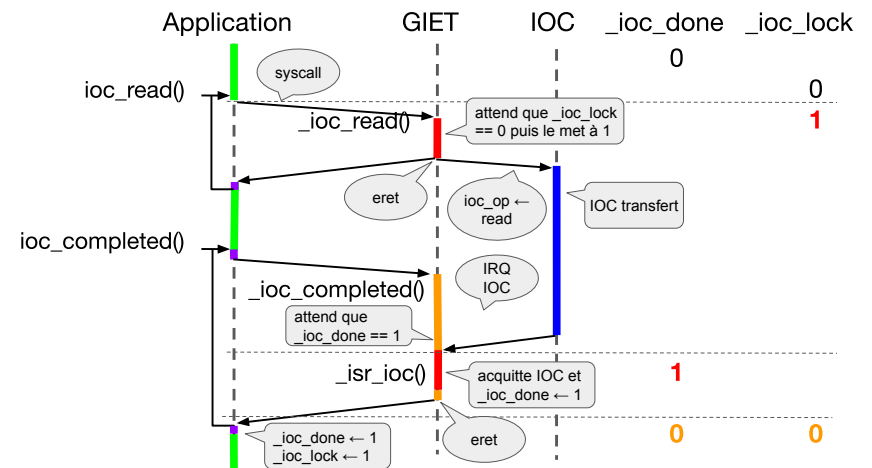 Application GIET IOC _ioc_done _ioc_lock
0
syscall
ioc_read()
0
_ioc_read()
attend que _ioc_lock
== 0 puis le met à 1
1
eret
ioc_op ←
read
IOC transfert
ioc_completed()
IRQ
IOC
_ioc_completed()
attend que
_ioc_done == 1
_isr_ioc()
acquitte IOC et
_ioc_done ← 1
1
_ioc_done ← 1
_ioc_lock ← 1
eret
0 0